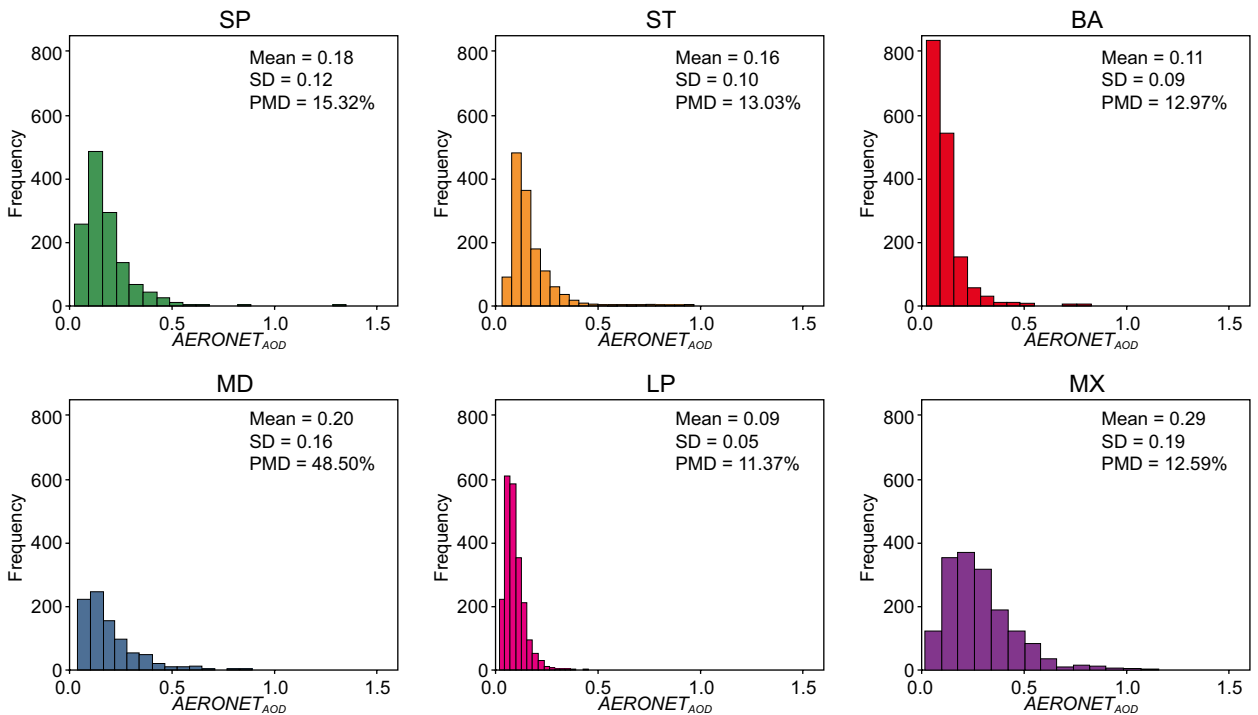 SP
Mean = 0.18
SD = 0.12
PMD = 15.32%
800
600
400
200
0
Frequency
0.0 0.5 1.0 1.5
AERONET_AOD
ST
Mean = 0.16
SD = 0.10
PMD = 13.03%
800
600
400
200
0
Frequency
0.0 0.5 1.0 1.5
AERONET_AOD
BA
Mean = 0.11
SD = 0.09
PMD = 12.97%
800
600
400
200
0
Frequency
0.0 0.5 1.0 1.5
AERONET_AOD
MD
Mean = 0.20
SD = 0.16
PMD = 48.50%
800
600
400
200
0
Frequency
0.0 0.5 1.0 1.5
AERONET_AOD
LP
Mean = 0.09
SD = 0.05
PMD = 11.37%
800
600
400
200
0
Frequency
0.0 0.5 1.0 1.5
AERONET_AOD
MX
Mean = 0.29
SD = 0.19
PMD = 12.59%
800
600
400
200
0
Frequency
0.0 0.5 1.0 1.5
AERONET_AOD